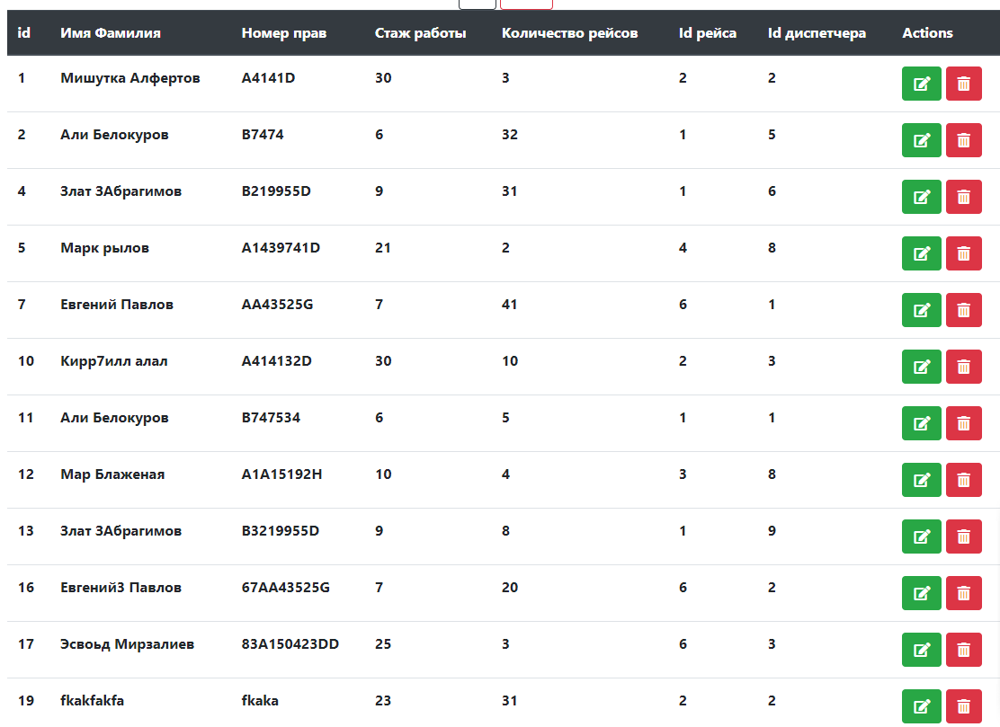 id Имя Фамилия Номер прав Стаж работы Количество рейсов Id рейса Id диспетчера Actions
1 Мишутка Алфертов A4141D 30 3 2 2
2 Али Белокуров B7474 6 32 1 5
4 Злат ЗАбрагимов B219955D 9 31 1 6
5 Марк рылов A1439741D 21 2 4 8
7 Евгений Павлов AA43525G 7 41 6 1
10 Кирр7илл алал A414132D 30 10 2 3
11 Али Белокуров B747534 6 5 1 1
12 Мар Блаженая A1A15192H 10 4 3 8
13 Злат ЗАбрагимов B3219955D 9 8 1 9
16 Евгений3 Павлов 67AA43525G 7 20 6 2
17 Эсвоьд Мирзалиев 83A150423DD 25 3 6 3
19 fkakfakfa fkaka 23 31 2 2